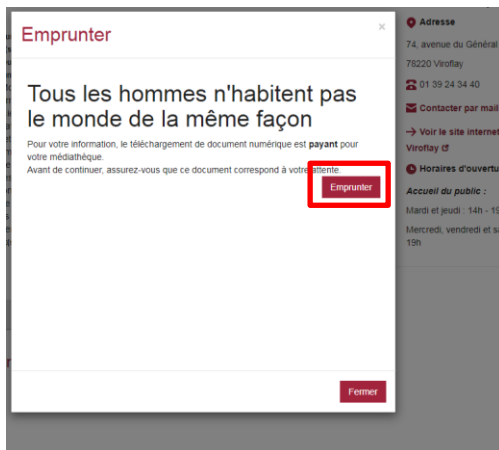 Emprunter
×
Tous les hommes n'habitent pas
le monde de la même façon
Pour votre information, le téléchargement de document numérique est payant pour
votre médiathèque.
Avant de continuer, assurez-vous que ce document correspond à votre attente.
Emprunter
Fermer
Adresse
74, avenue du Général
78220 Viroflay
01 39 24 34 40
Contacter par mail
→ Voir le site internet
Viroflay
Horaires d'ouvertu
Accueil du public :
Mardi et jeudi : 14h - 19
Mercredi, vendredi et sa
19h